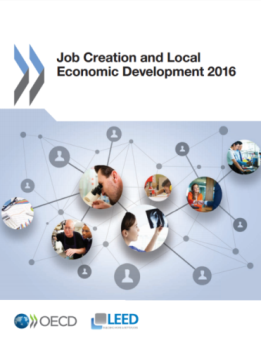 Job Creation and Local
Economic Development 2016
OECD
LEED